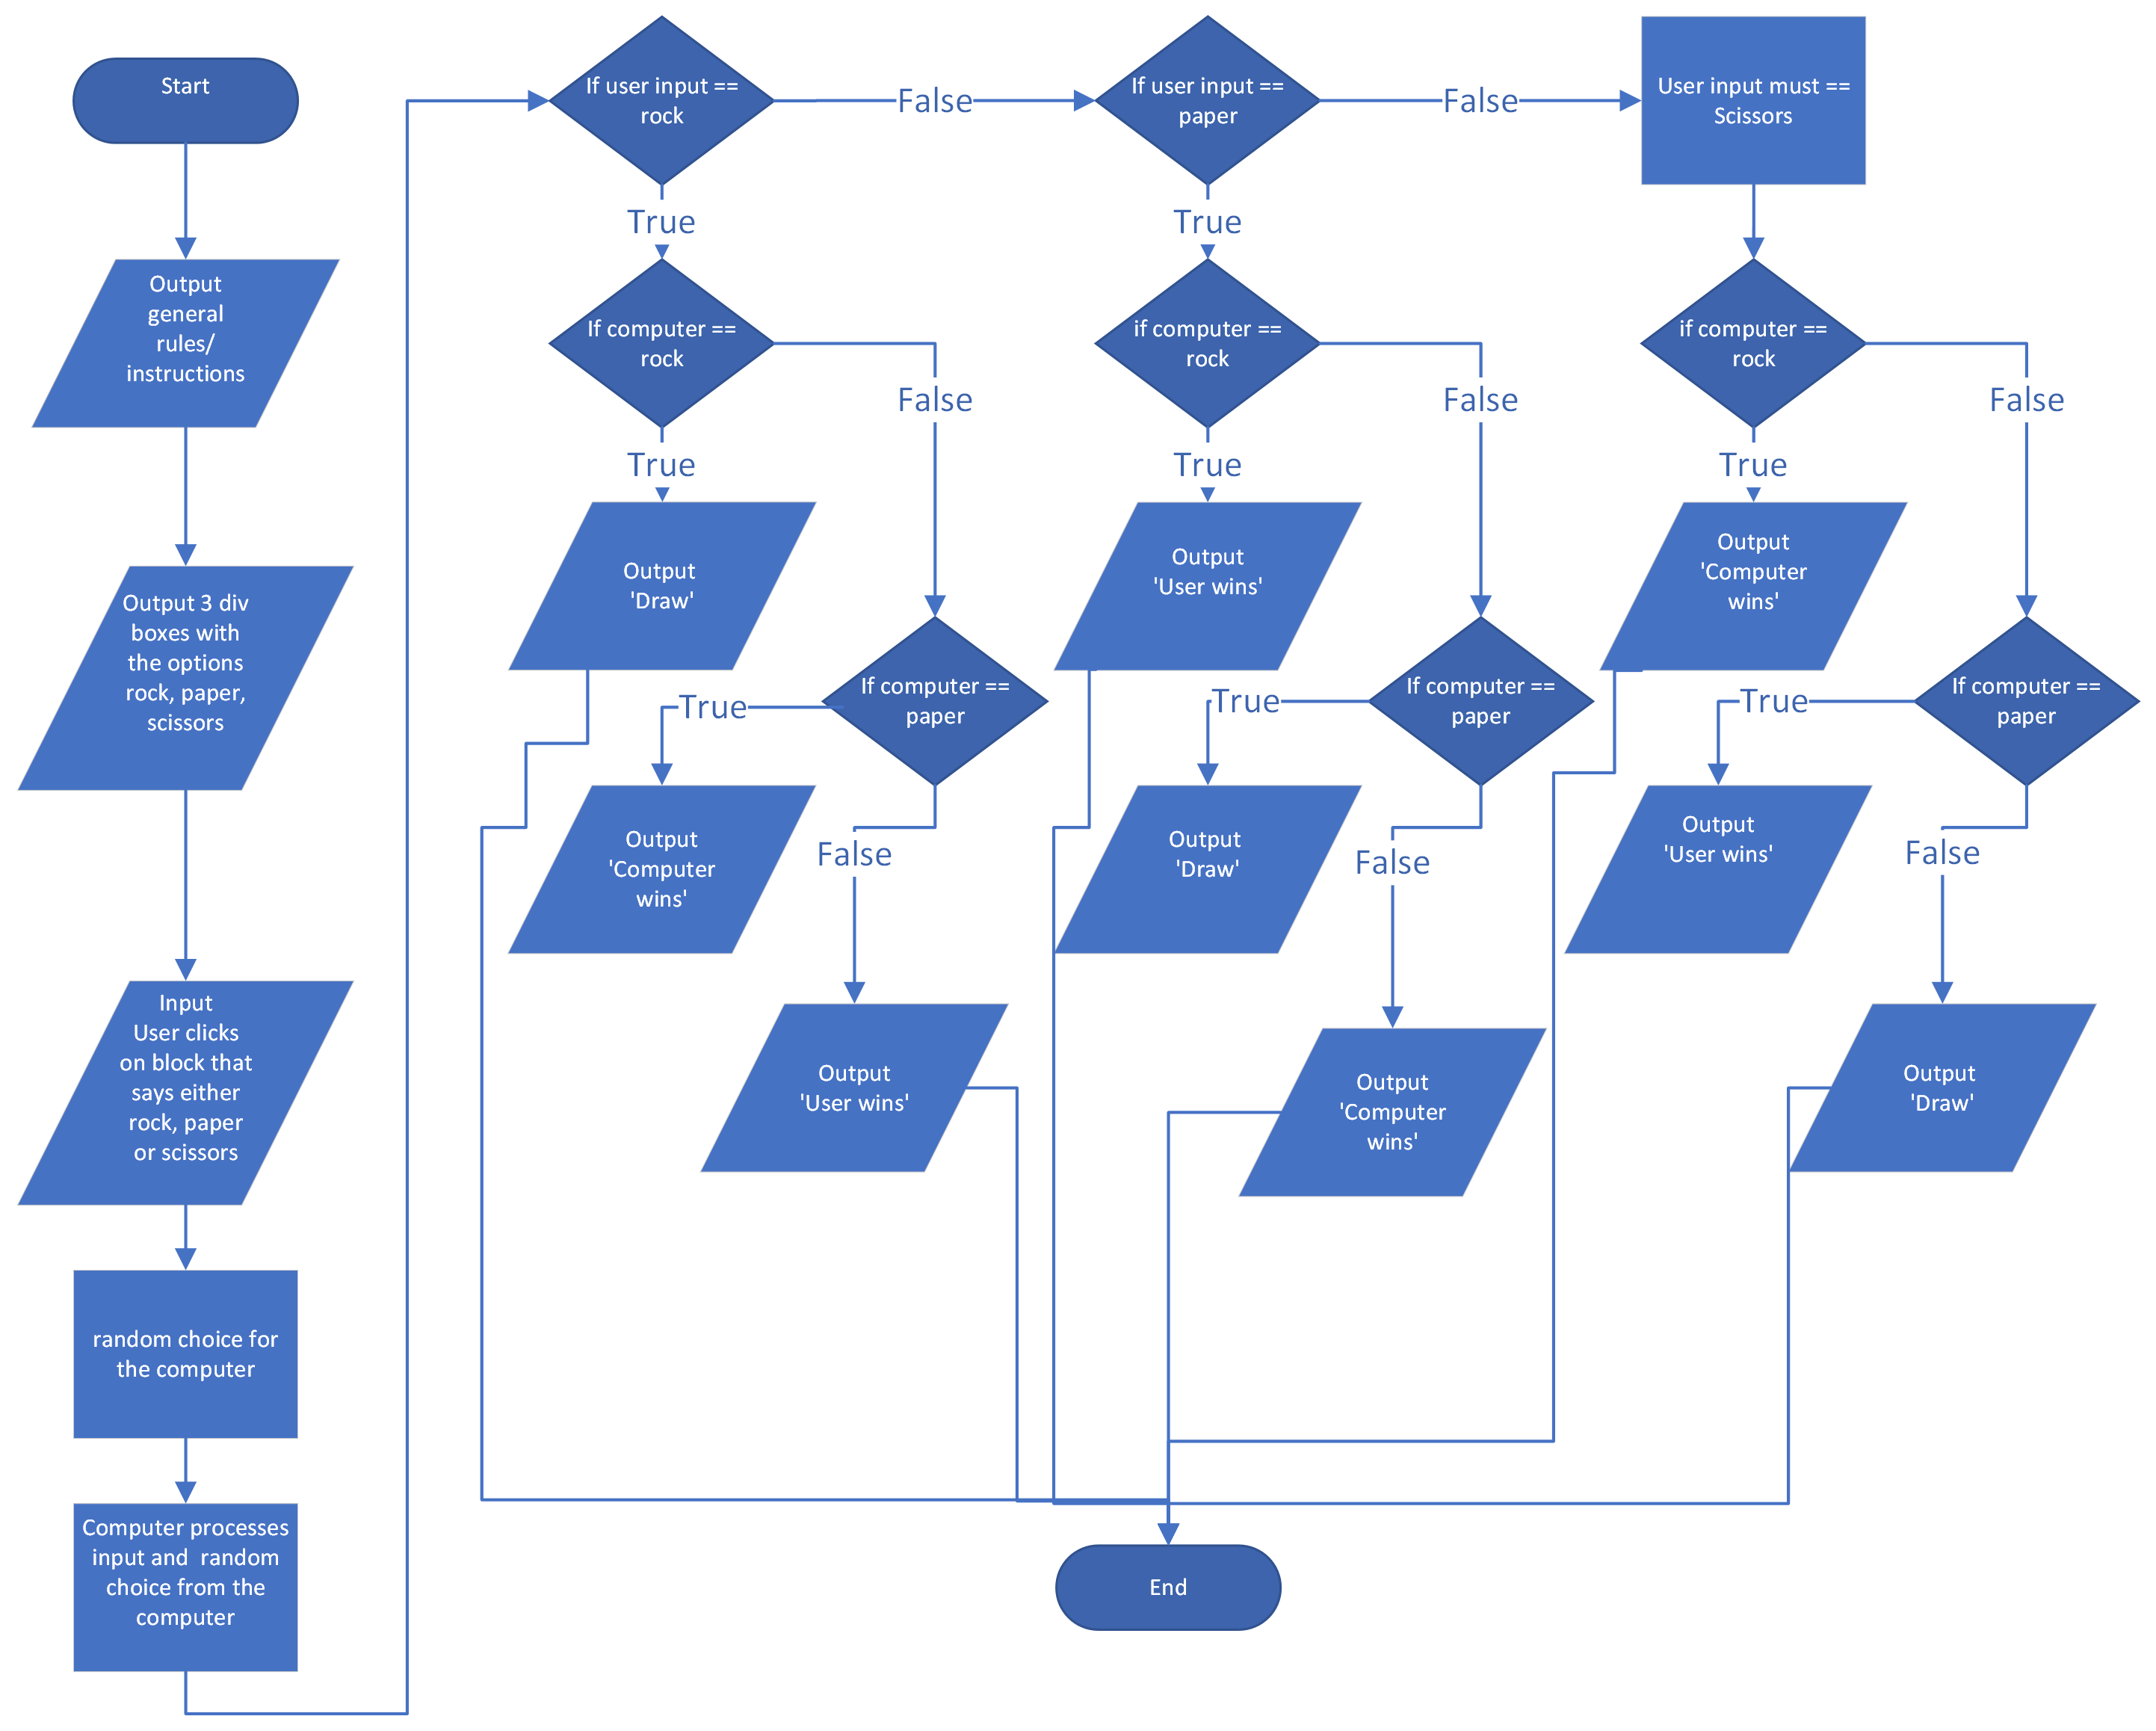 Start
Output
general
rules/
instructions
Output 3 div
boxes with
the options
rock, paper,
scissors
Input
User clicks
on block that
says either
rock, paper
or scissors
random choice for
the computer
Computer processes
input and  random
choice from the
computer
If user input ==
rock
False
If user input ==
paper
False
User input must ==
Scissors
True
True
If computer ==
rock
if computer ==
rock
if computer ==
rock
False
False
False
True
True
True
Output
'Draw'
Output
'User wins'
Output
'Computer
wins'
If computer ==
paper
If computer ==
paper
If computer ==
paper
True
True
True
Output
'Computer
wins'
False
Output
'Draw'
False
Output
'User wins'
False
Output
'User wins'
Output
'Computer
wins'
Output
'Draw'
End